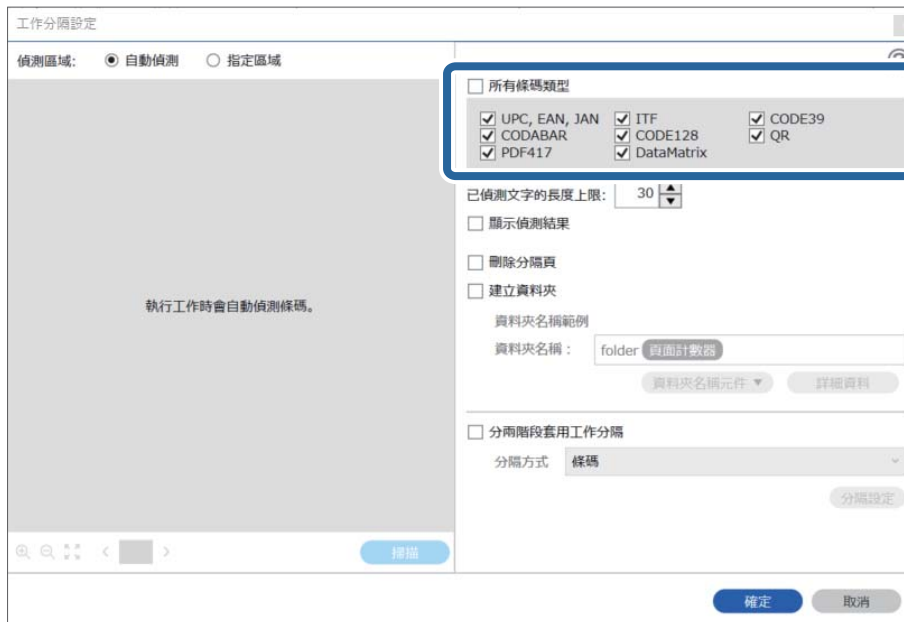 工作分隔設定
偵測區域: 自動偵測 指定區域
所有條碼類型
UPC, EAN, JAN ITF CODE39
CODABAR CODE128 QR
PDF417 DataMatrix
已偵測文字的長度上限: 30
顯示偵測結果
刪除分隔頁
建立資料夾
資料夾名稱範例
資料夾名稱： folder 頁面計數器
資料夾名稱元件 詳細資料
分兩階段套用工作分隔
分隔方式 條碼
分隔設定
執行工作時會自動偵測條碼。
掃描
確定 取消